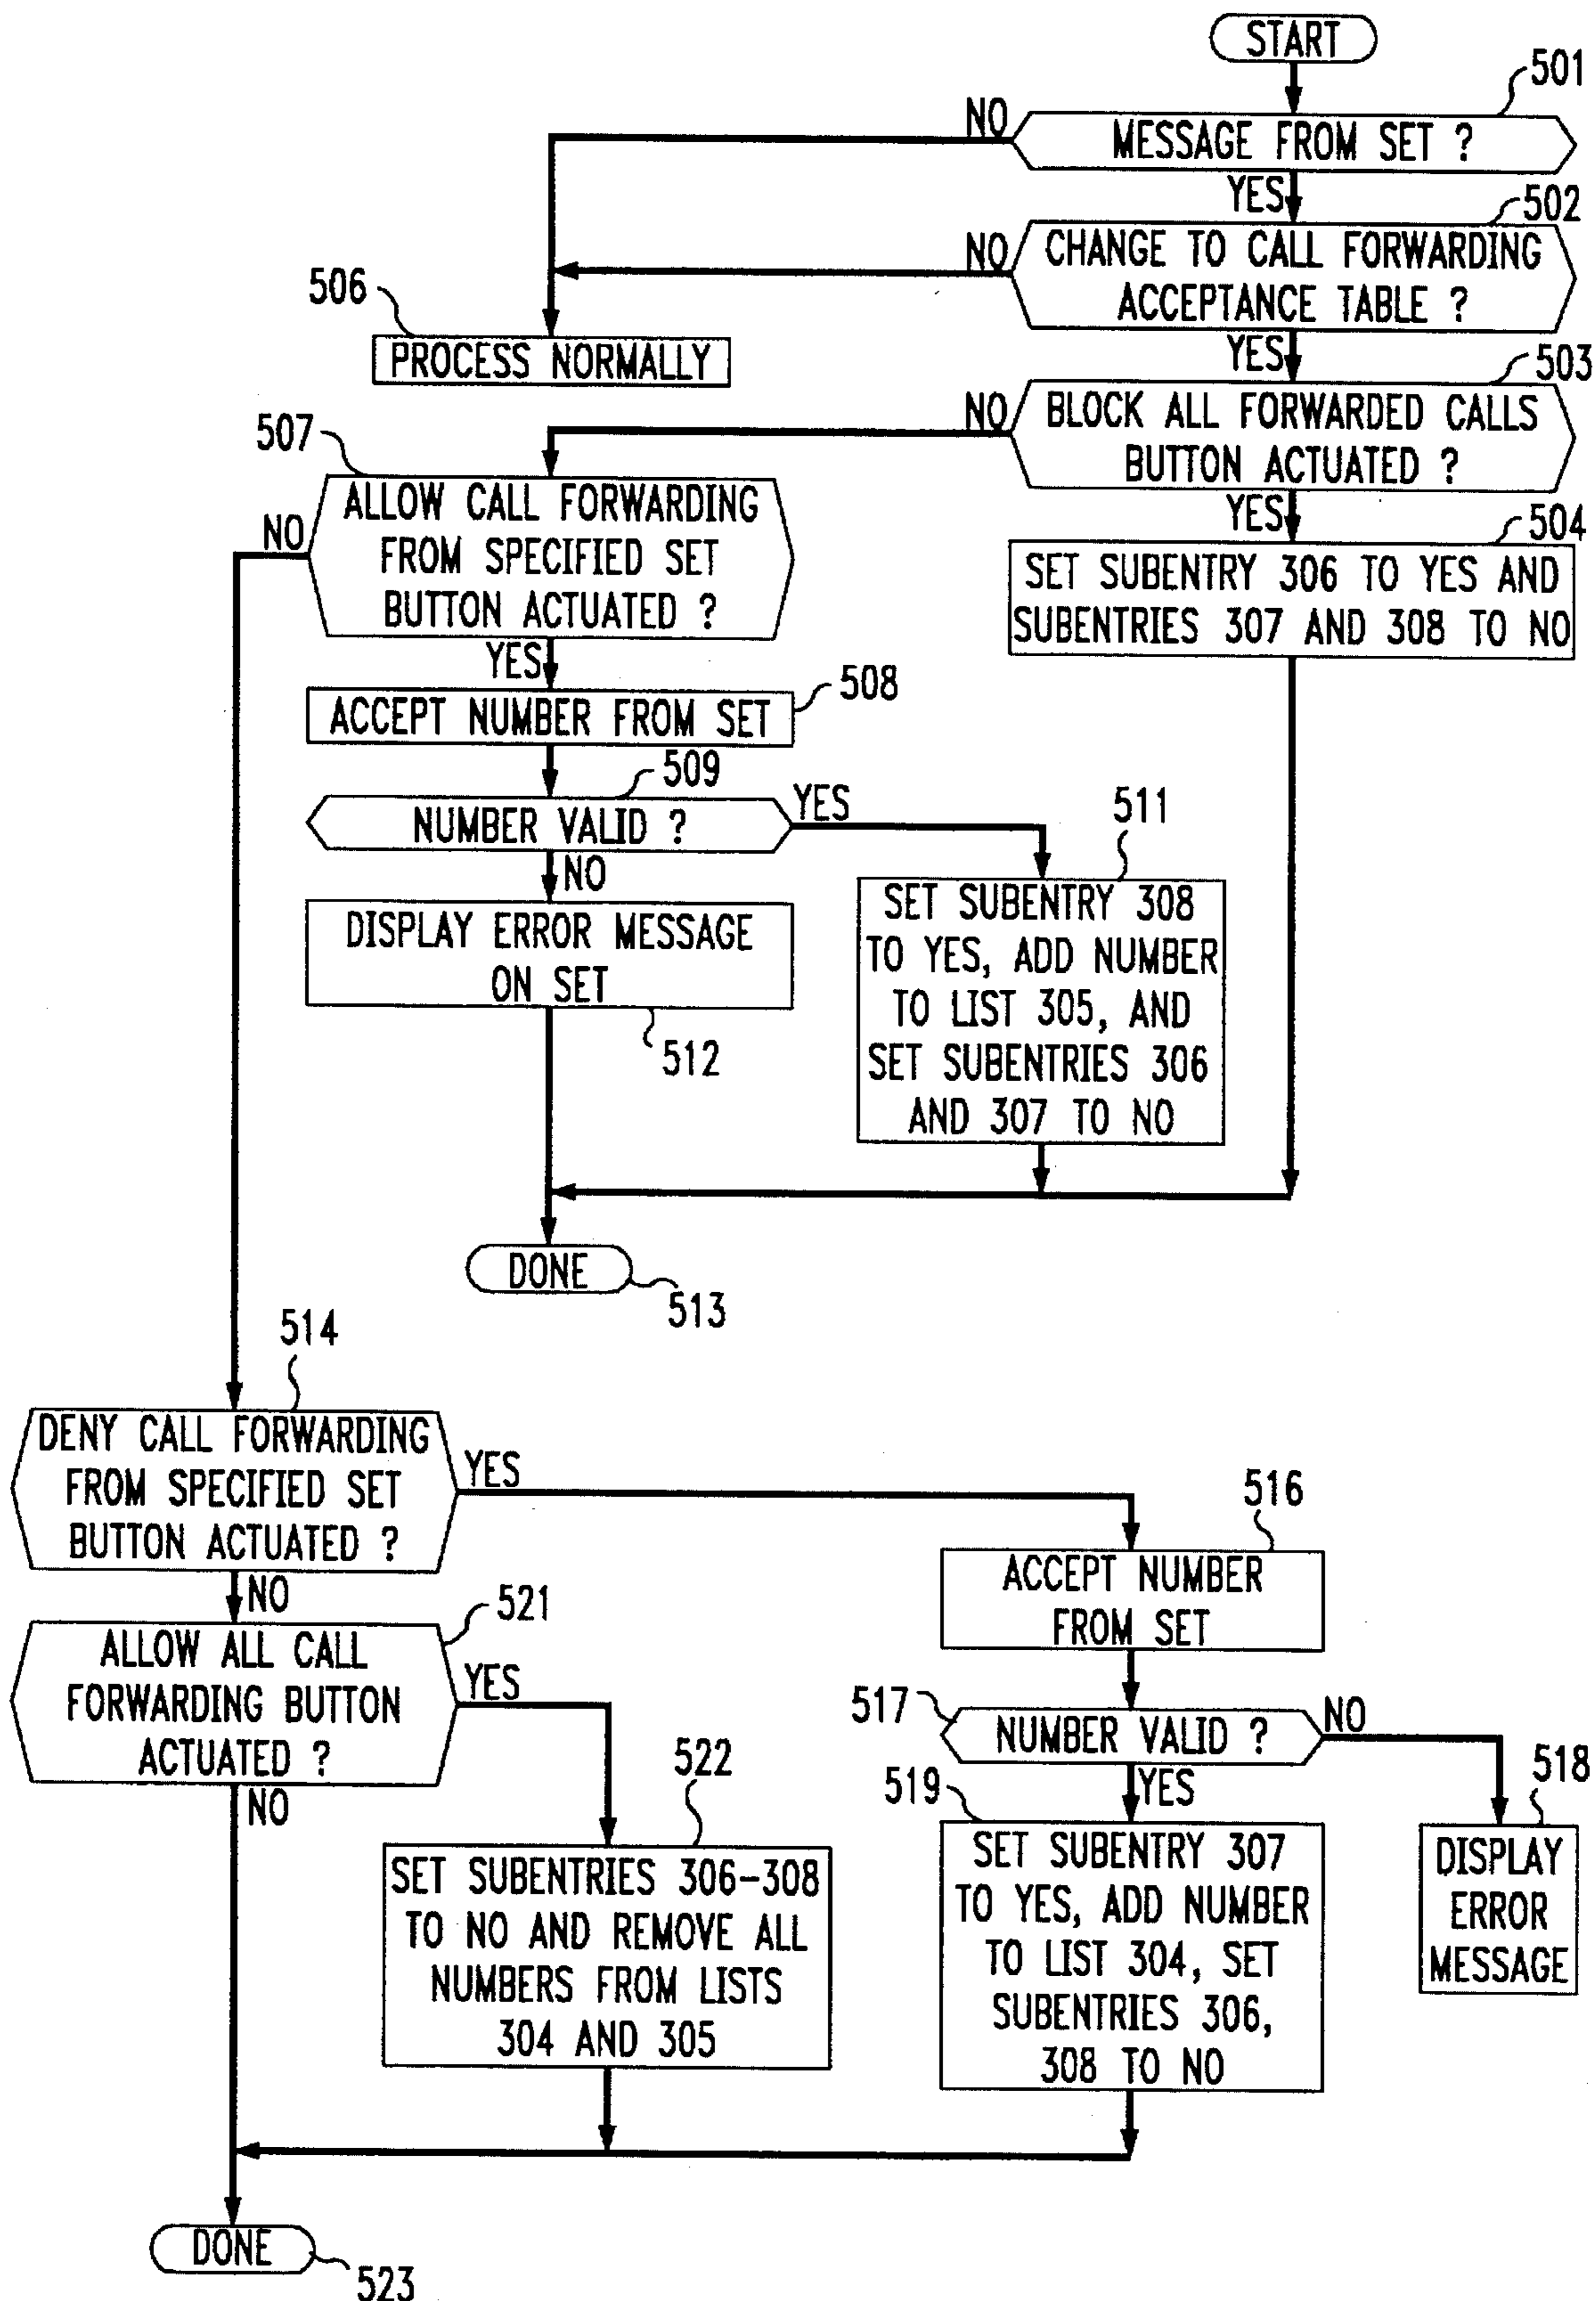 START
501
MESSAGE FROM SET ?
NO
YES
502
CHANGE TO CALL FORWARDING
ACCEPTANCE TABLE ?
NO
YES
506
PROCESS NORMALLY
503
BLOCK ALL FORWARDED CALLS
BUTTON ACTUATED ?
NO
YES
504
SET SUBENTRY 306 TO YES AND
SUBENTRIES 307 AND 308 TO NO
507
ALLOW CALL FORWARDING
FROM SPECIFIED SET
BUTTON ACTUATED ?
NO
YES
508
ACCEPT NUMBER FROM SET
509
NUMBER VALID ?
YES
NO
511
SET SUBENTRY 308
TO YES, ADD NUMBER
TO LIST 305, AND
SET SUBENTRIES 306
AND 307 TO NO
DISPLAY ERROR MESSAGE
ON SET
512
DONE
513
514
DENY CALL FORWARDING
FROM SPECIFIED SET
BUTTON ACTUATED ?
YES
NO
516
ACCEPT NUMBER
FROM SET
521
ALLOW ALL CALL
FORWARDING BUTTON
ACTUATED ?
YES
NO
517
NUMBER VALID ?
NO
YES
518
DISPLAY
ERROR
MESSAGE
519
SET SUBENTRY 307
TO YES, ADD NUMBER
TO LIST 304, SET
SUBENTRIES 306,
308 TO NO
522
SET SUBENTRIES 306-308
TO NO AND REMOVE ALL
NUMBERS FROM LISTS
304 AND 305
DONE
523